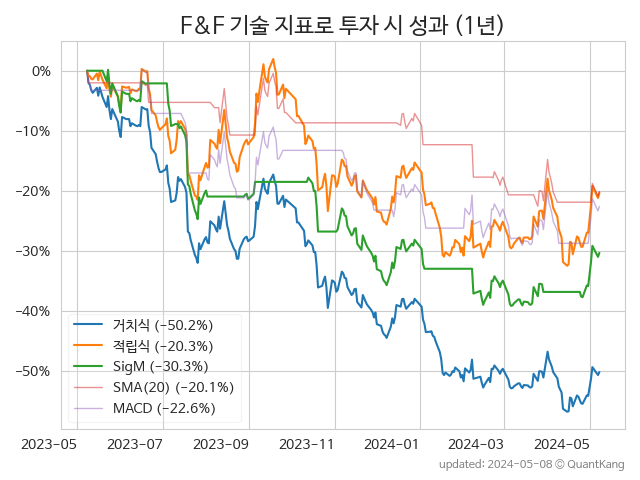 F&F 기술 지표로 투자 시 성과 (1년)
0%
−10%
−20%
−30%
−40%
−50%
거치식 (−50.2%)
적립식 (−20.3%)
SigM (−30.3%)
SMA(20) (−20.1%)
MACD (−22.6%)
2023−05 2023−07 2023−09 2023−11 2024−01 2024−03 2024−05
updated: 2024-05-08 © QuantKang